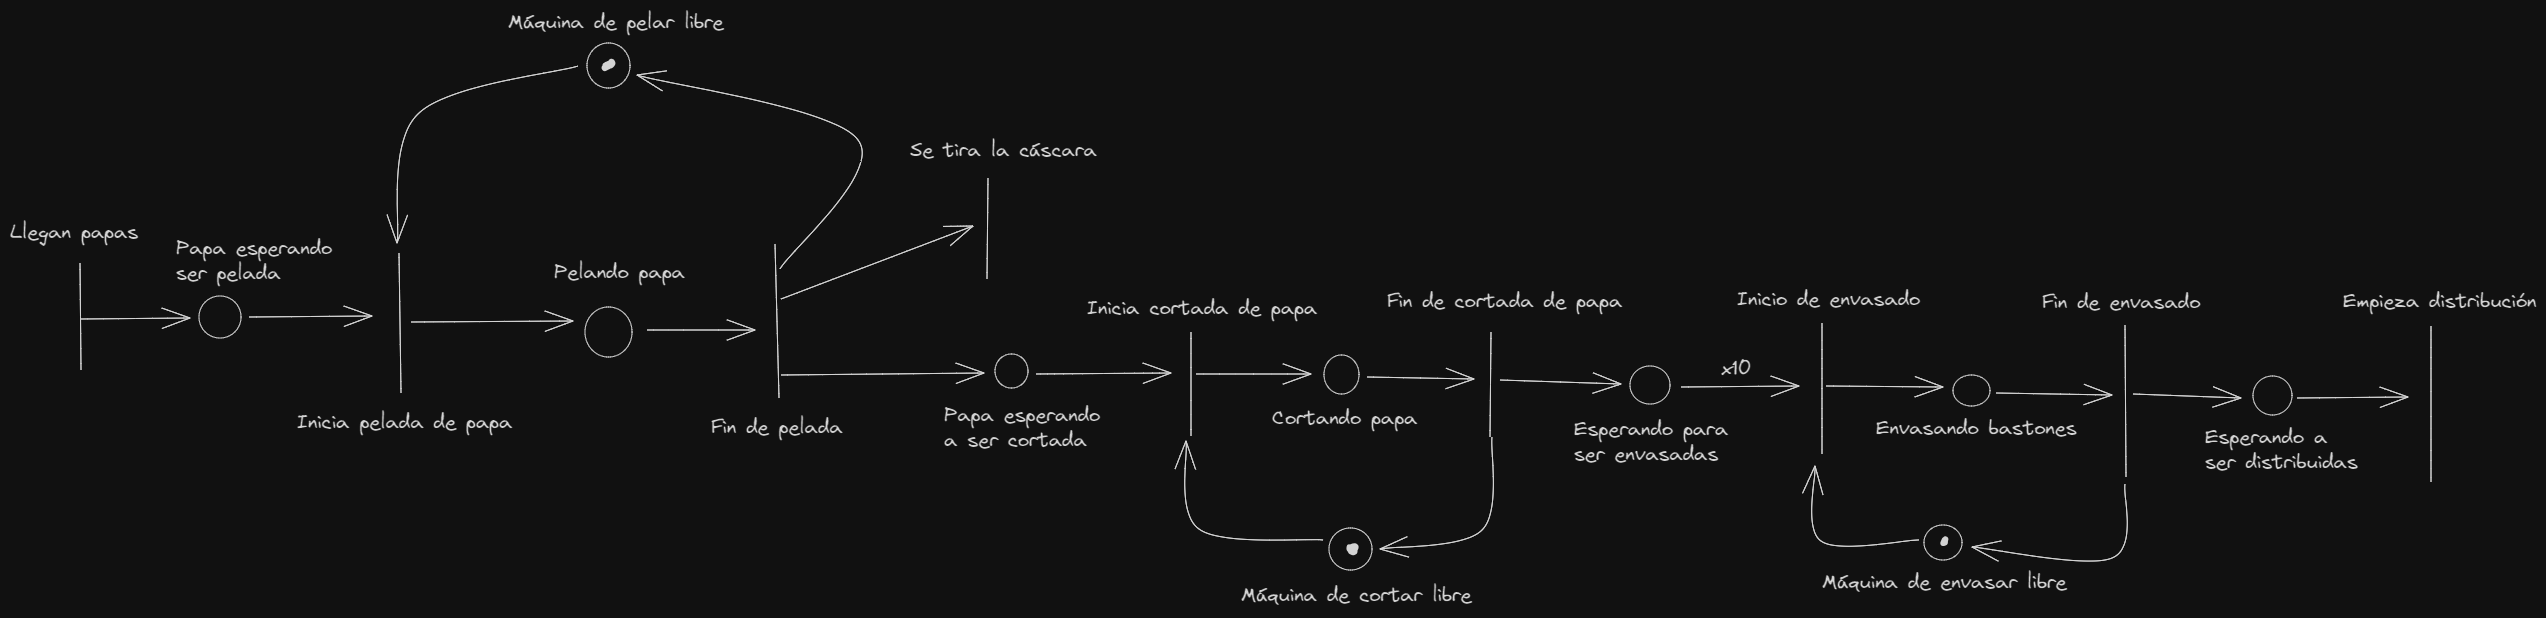 Máquina de pelar libre
Se tira la cáscara
Llegan papas
Papa esperando
ser pelada
Pelando papa
Inicia pelada de papa
Fin de pelada
Inicia cortada de papa
Fin de cortada de papa
Inicio de envasado
Fin de envasado
Empieza distribución
x10
Papa esperando
a ser cortada
Cortando papa
Esperando para
ser envasadas
Envasando bastones
Esperando a
ser distribuidas
Máquina de cortar libre
Máquina de envasar libre